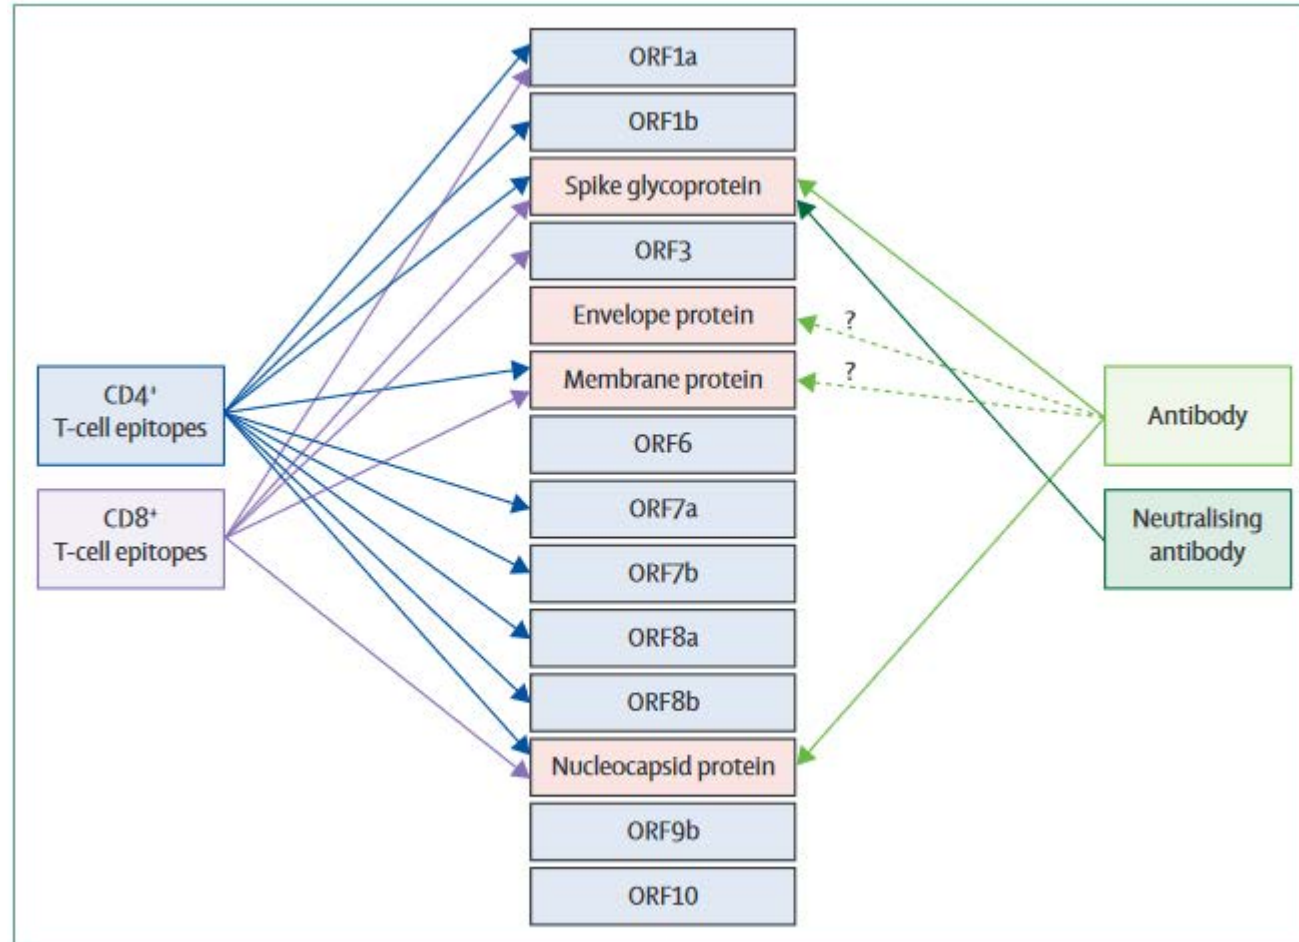 ORF1a
ORF1b
Spike glycoprotein
ORF3
Envelope protein
?
Membrane protein
?
CD4⁺
T-cell epitopes
Antibody
ORF6
ORF7a
CD8⁺
T-cell epitopes
Neutralising
antibody
ORF7b
ORF8a
ORF8b
Nucleocapsid protein
ORF9b
ORF10